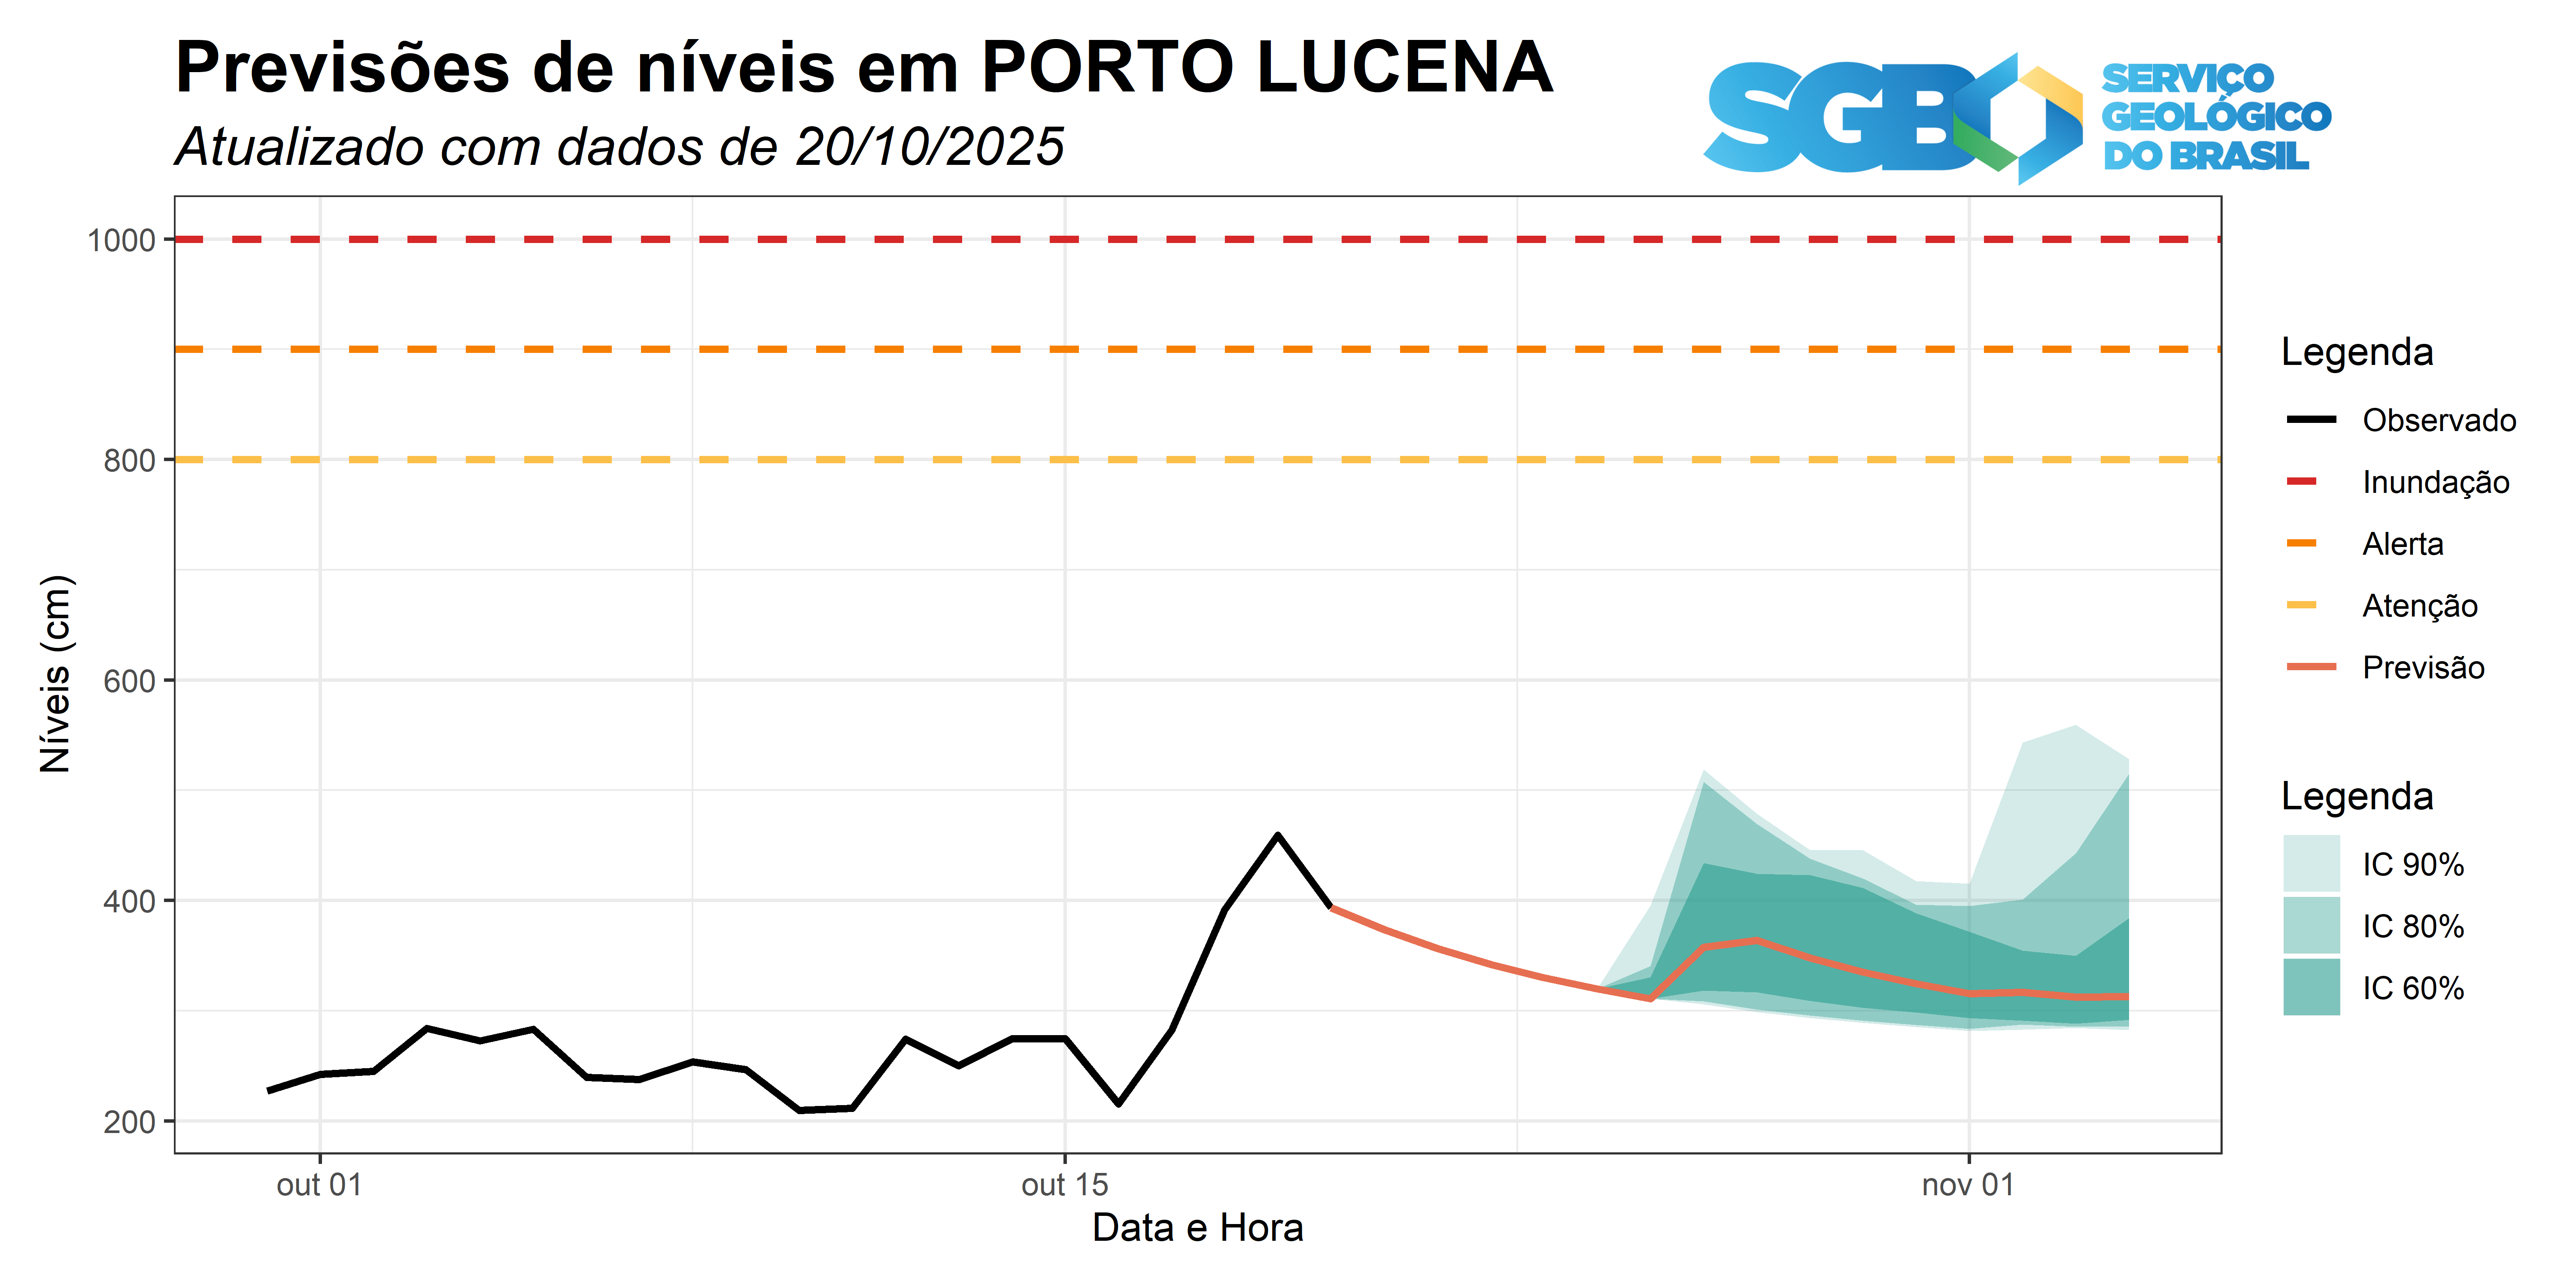 Previsões de níveis em PORTO LUCENA
Atualizado com dados de 20/10/2025
SGB
SERVIÇO
GEOLÓGICO
DO BRASIL
1000
800
600
400
200
Níveis (cm)
out 01
out 15
nov 01
Data e Hora
Legenda
Observado
Inundação
Alerta
Atenção
Previsão
Legenda
IC 90%
IC 80%
IC 60%